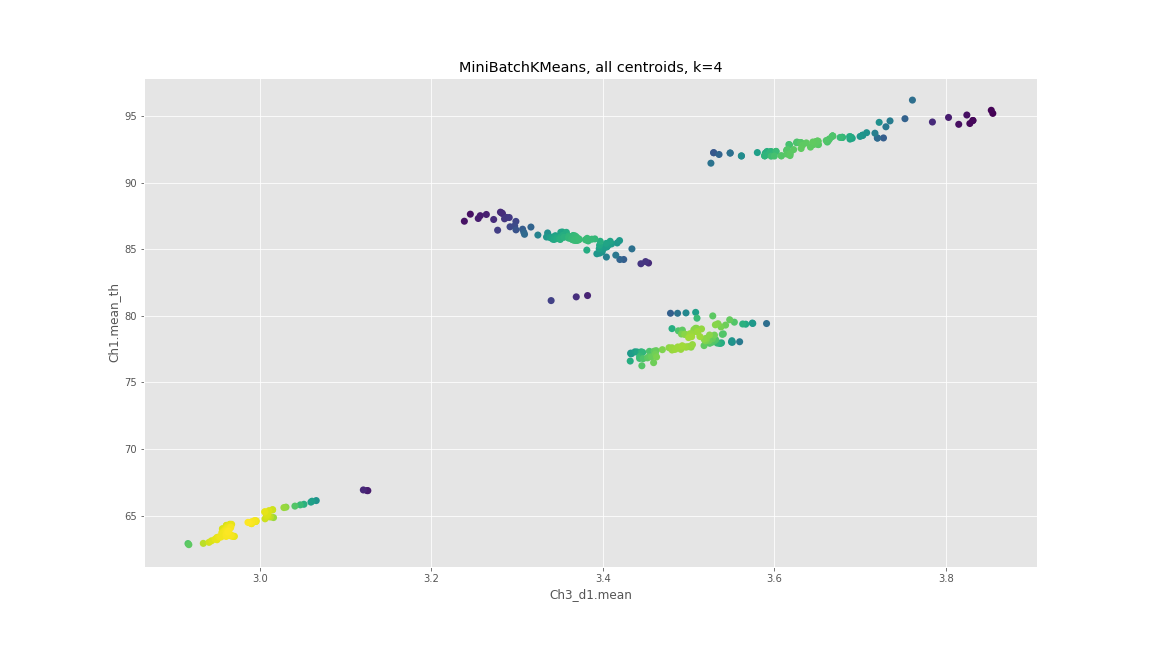 MiniBatchKMeans, all centroids, k=4
95
90
85
80
75
70
65
Ch1.mean_th
3.0 3.2 3.4 3.6 3.8
Ch3_d1.mean